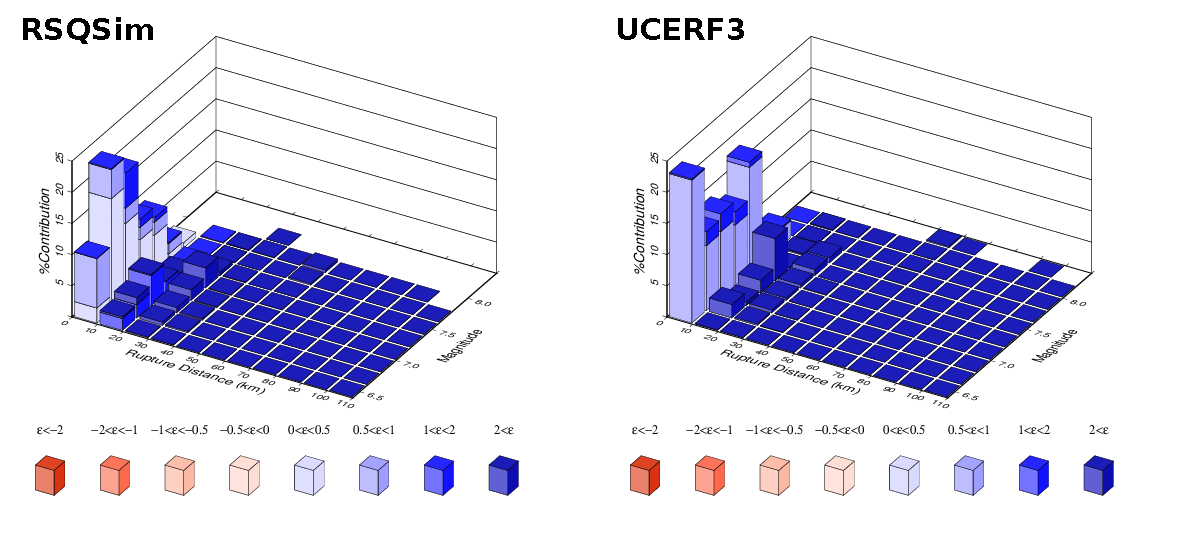 RSQSim
%Contribution
5
10
15
20
25
0
10
20
30
40
50
60
70
80
90
100
110
Rupture Distance (km)
6.5
7.0
7.5
8.0
Magnitude
ε<−2
−2<ε<−1
−1<ε<−0.5
−0.5<ε<0
0<ε<0.5
0.5<ε<1
1<ε<2
2<ε
UCERF3
%Contribution
5
10
15
20
25
0
10
20
30
40
50
60
70
80
90
100
110
Rupture Distance (km)
6.5
7.0
7.5
8.0
Magnitude
ε<−2
−2<ε<−1
−1<ε<−0.5
−0.5<ε<0
0<ε<0.5
0.5<ε<1
1<ε<2
2<ε